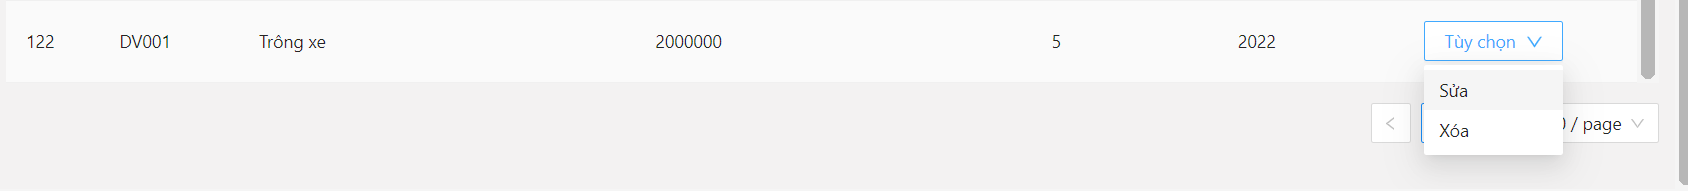 122 DV001 Trông xe 2000000 5 2022 Tùy chọn
Sửa
Xóa
/ page